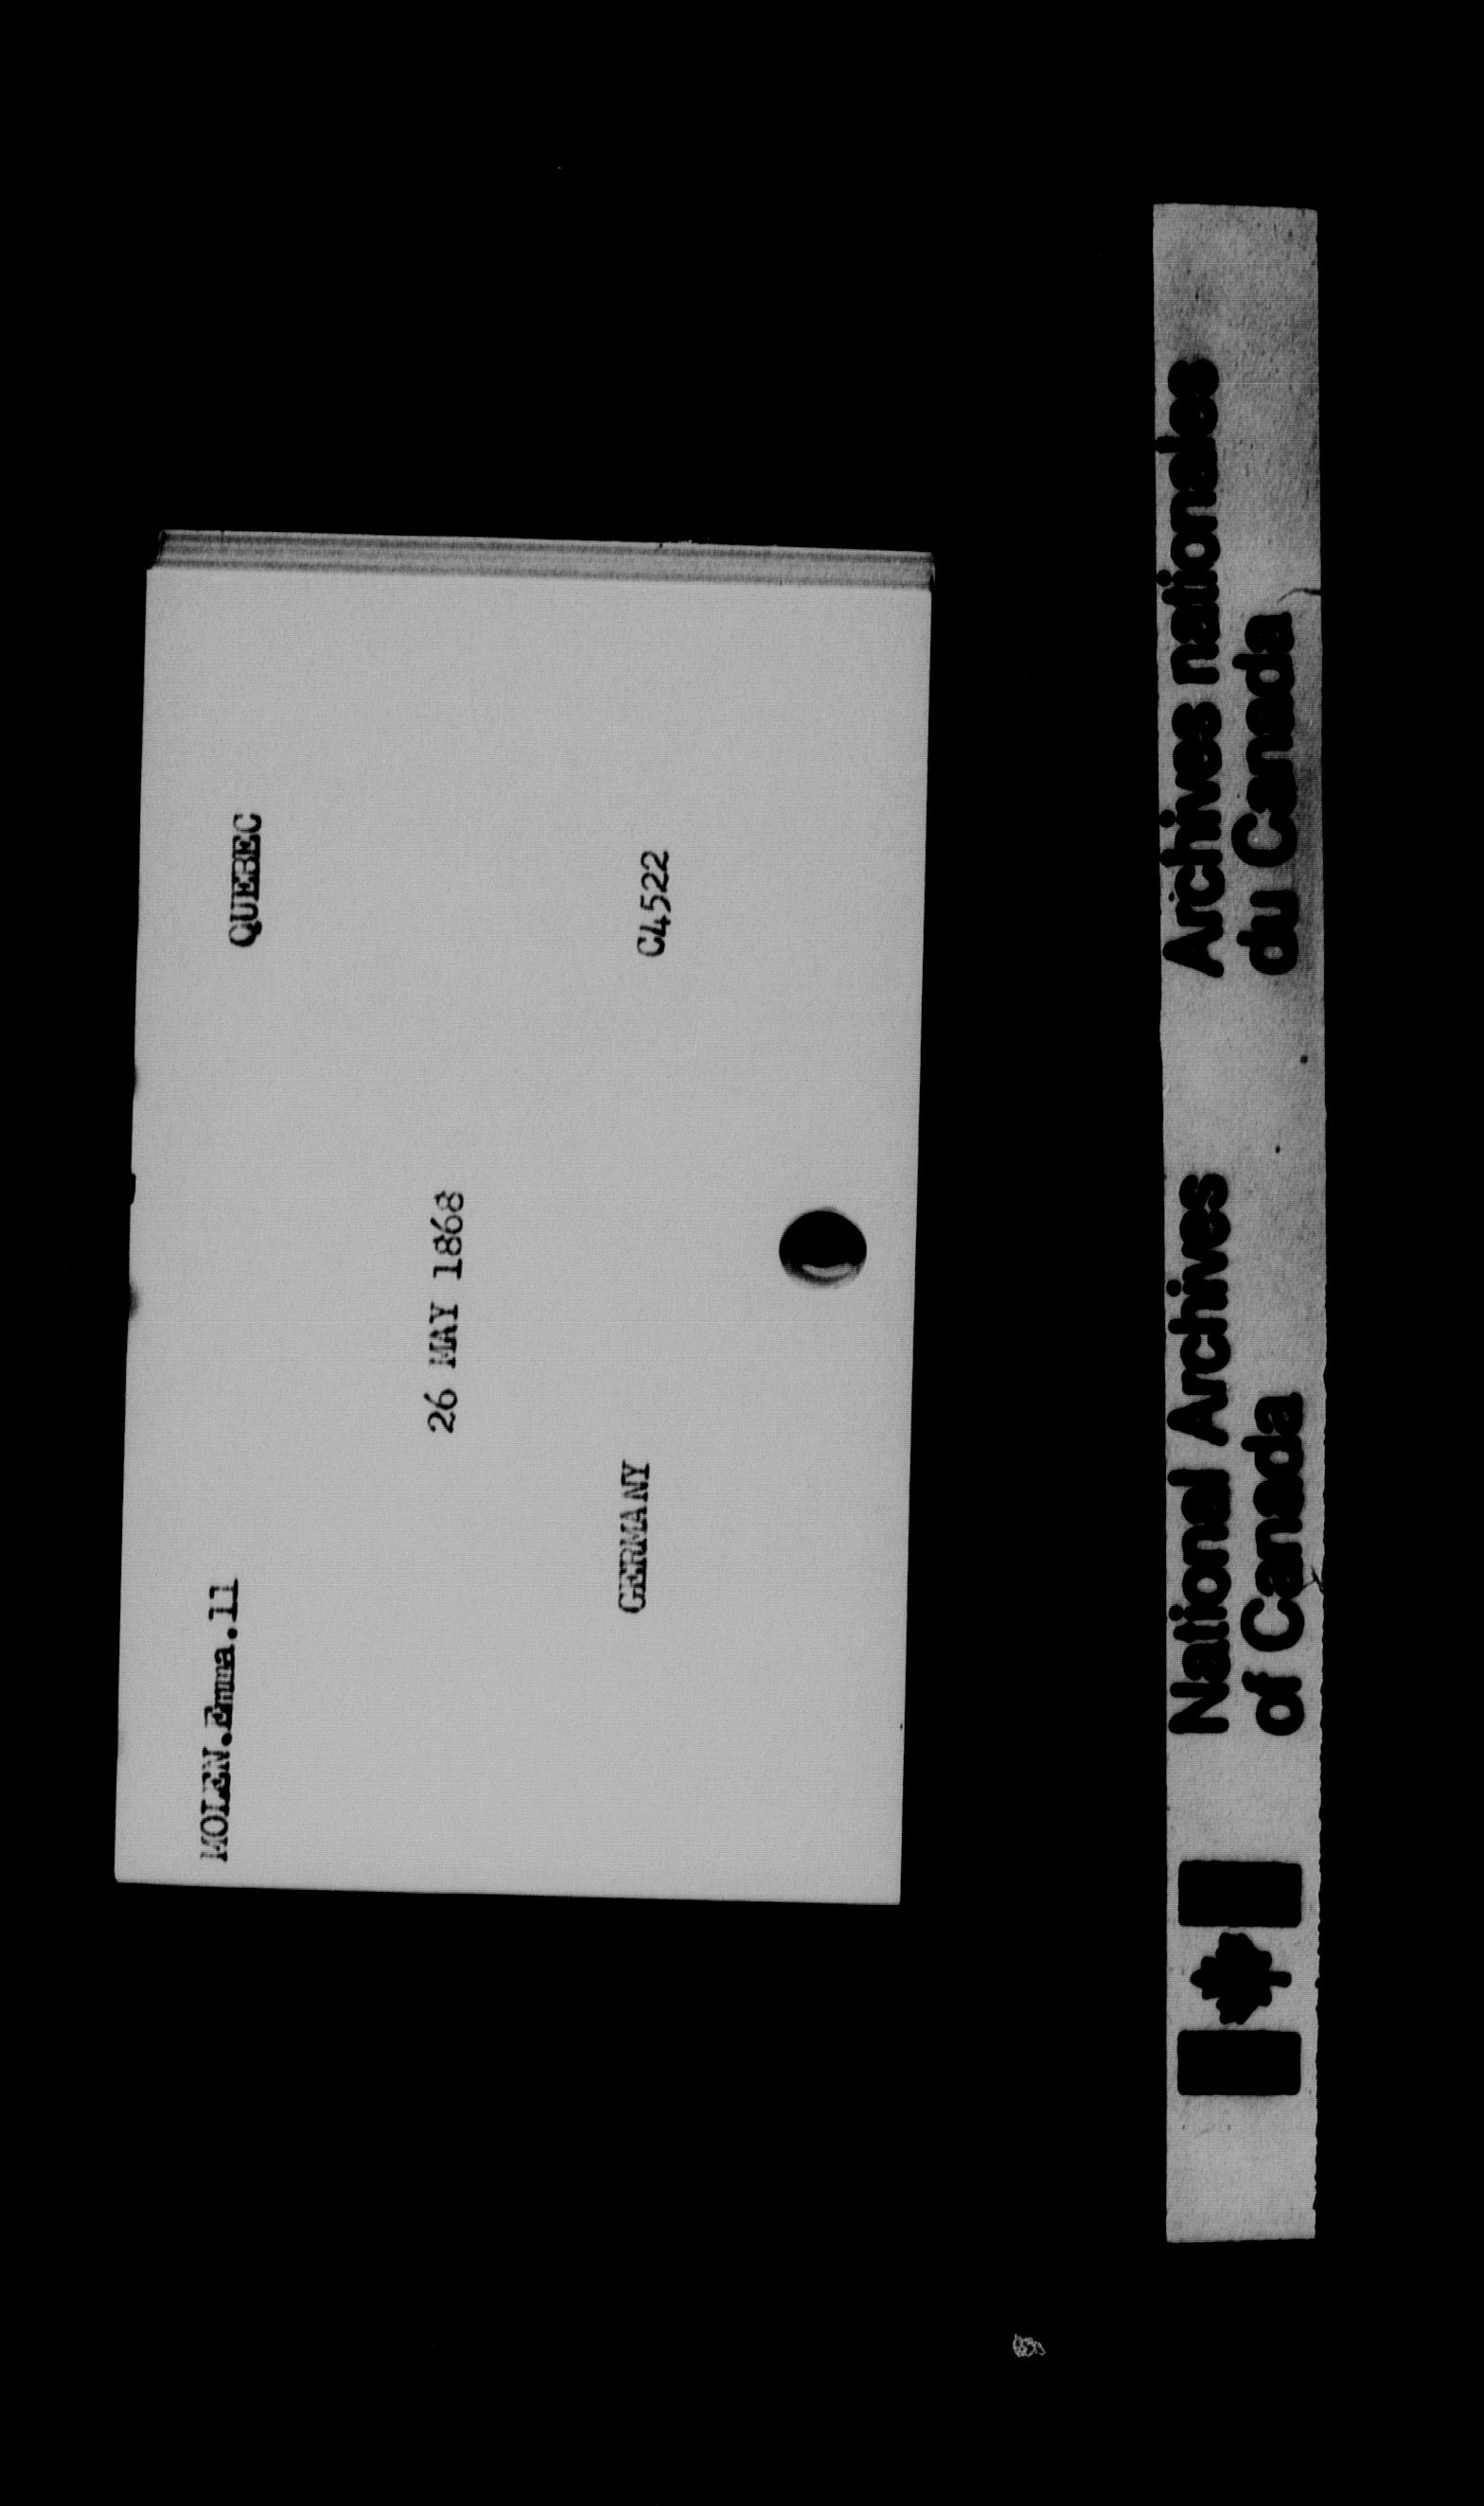 MOLEN.Emma.11
QUEBEC
26 MAY 1868
GERMANY
C4522
National Archives
of Canada
Archives nationales
du Canada